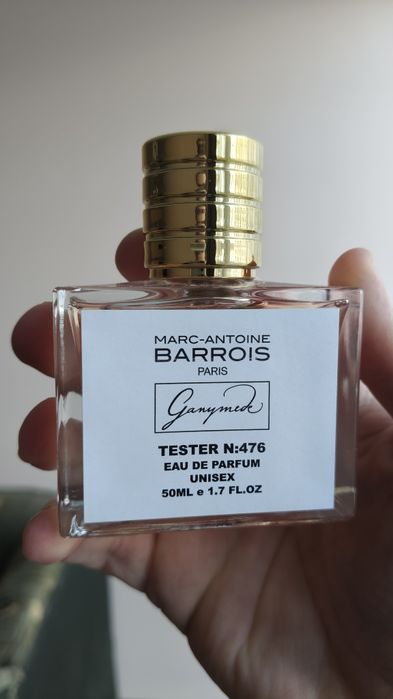 MARC-ANTOINE
BARROIS
PARIS
Ganymede
TESTER N:476
EAU DE PARFUM
UNISEX
50ML e 1.7 FL.OZ